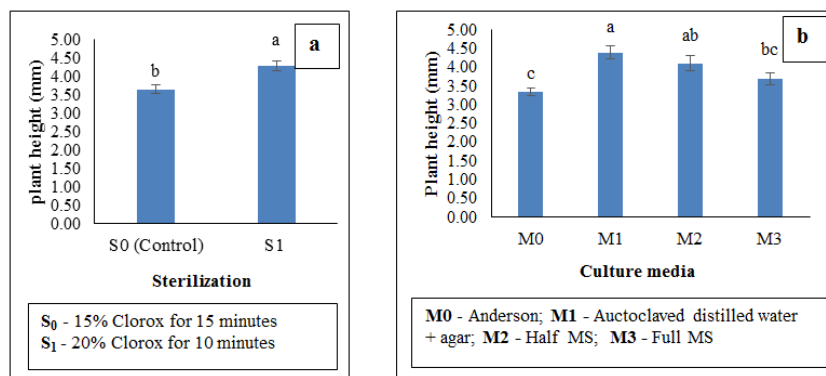 a
5.00
4.50
4.00
3.50
3.00
2.50
2.00
1.50
1.00
0.50
0.00
plant height (mm)
b
a
S0 (Control) S1
Sterilization
S₀ - 15% Clorox for 15 minutes
S₁ - 20% Clorox for 10 minutes
b
5.00
4.50
4.00
3.50
3.00
2.50
2.00
1.50
1.00
0.50
0.00
Plant height (mm)
c
a
ab
bc
M0 M1 M2 M3
Culture media
M0 - Anderson; M1 - Auctoclaved distilled water
+ agar; M2 - Half MS; M3 - Full MS